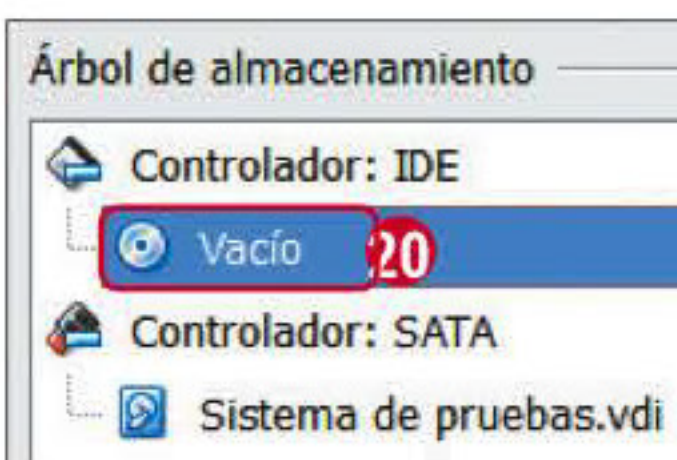 Árbol de almacenamiento
Controlador: IDE
Vacío 20
Controlador: SATA
Sistema de pruebas.vdi